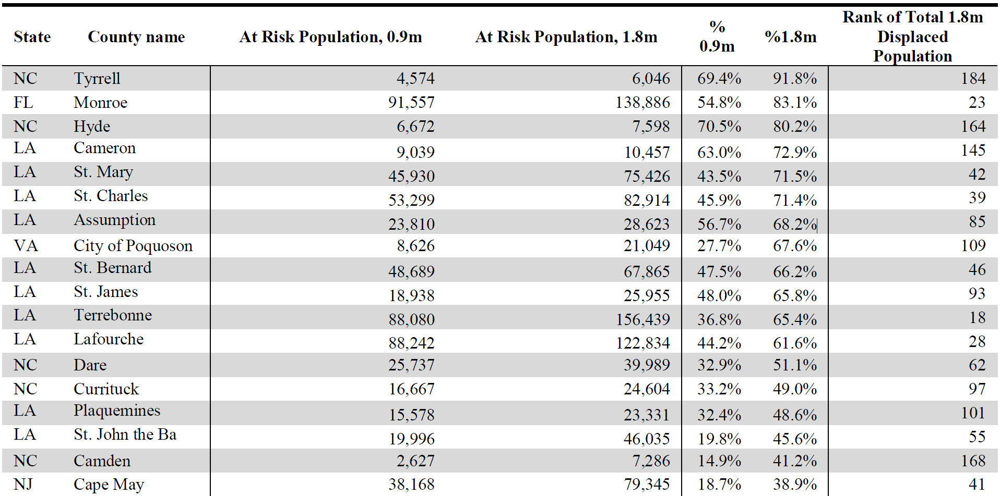 State County name At Risk Population, 0.9m At Risk Population, 1.8m % 0.9m %1.8m Rank of Total 1.8m Displaced Population
NC Tyrrell 4,574 6,046 69.4% 91.8% 184
FL Monroe 91,557 138,886 54.8% 83.1% 23
NC Hyde 6,672 7,598 70.5% 80.2% 164
LA Cameron 9,039 10,457 63.0% 72.9% 145
LA St. Mary 45,930 75,426 43.5% 71.5% 42
LA St. Charles 53,299 82,914 45.9% 71.4% 39
LA Assumption 23,810 28,623 56.7% 68.2% 85
VA City of Poquoson 8,626 21,049 27.7% 67.6% 109
LA St. Bernard 48,689 67,865 47.5% 66.2% 46
LA St. James 18,938 25,955 48.0% 65.8% 93
LA Terrebonne 88,080 156,439 36.8% 65.4% 18
LA Lafourche 88,242 122,834 44.2% 61.6% 28
NC Dare 25,737 39,989 32.9% 51.1% 62
NC Currituck 16,667 24,604 33.2% 49.0% 97
LA Plaquemines 15,578 23,331 32.4% 48.6% 101
LA St. John the Ba 19,996 46,035 19.8% 45.6% 55
NC Camden 2,627 7,286 14.9% 41.2% 168
NJ Cape May 38,168 79,345 18.7% 38.9% 41